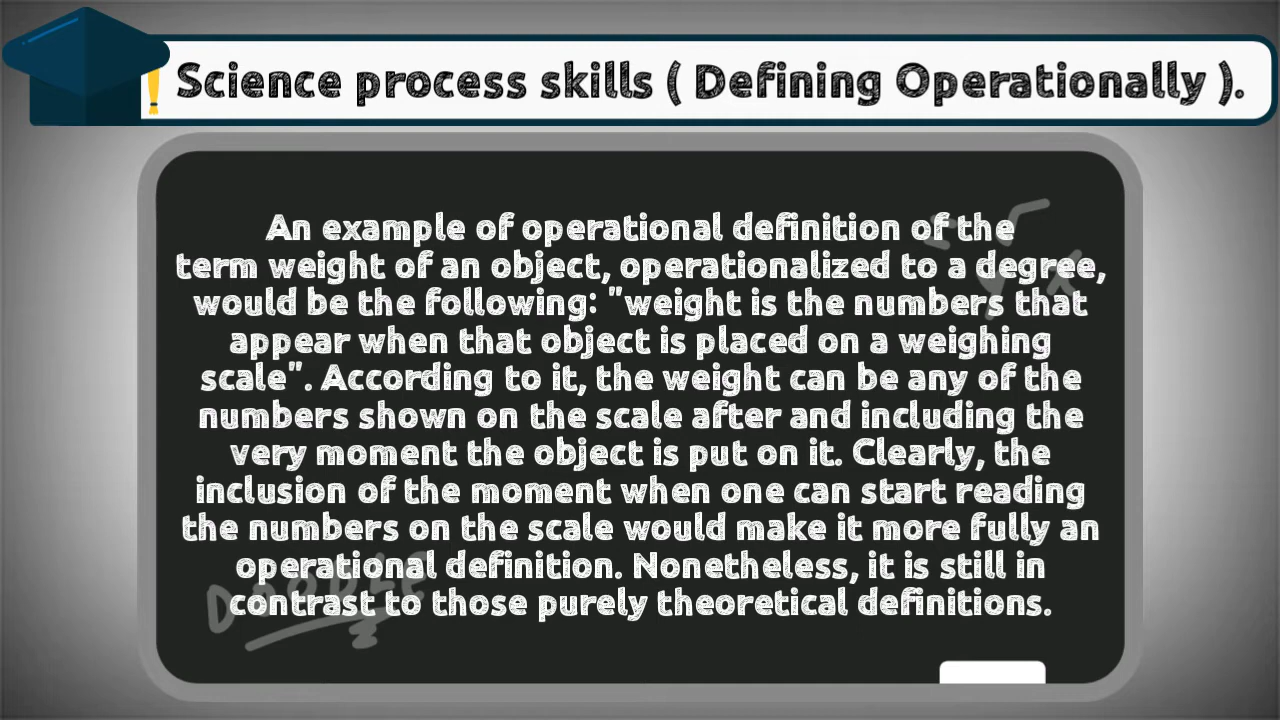 Science process skills ( Defining Operationally ).
An example of operational definition of the
term weight of an object, operationalized to a degree,
would be the following: "weight is the numbers that
appear when that object is placed on a weighing
scale". According to it, the weight can be any of the
numbers shown on the scale after and including the
very moment the object is put on it. Clearly, the
inclusion of the moment when one can start reading
the numbers on the scale would make it more fully an
operational definition. Nonetheless, it is still in
contrast to those purely theoretical definitions.